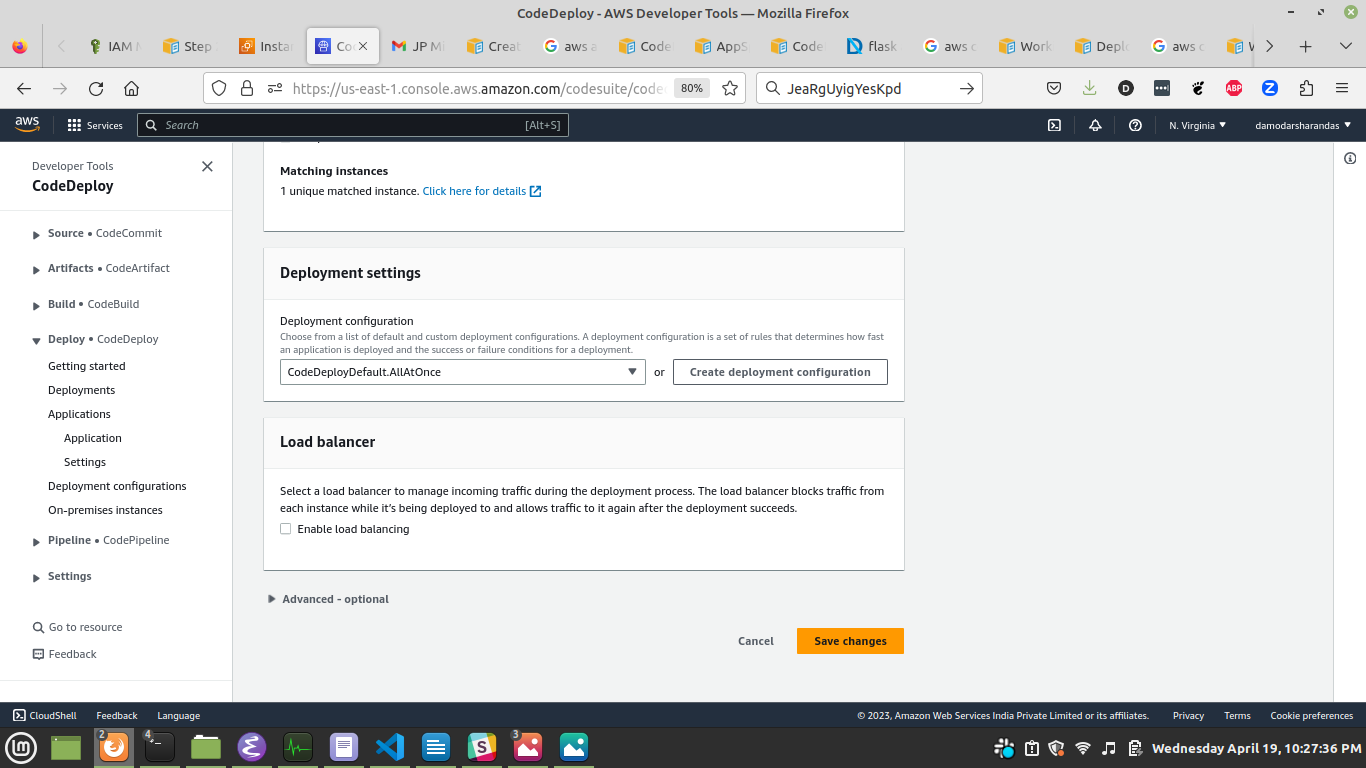 CodeDeploy - AWS Developer Tools — Mozilla Firefox
IAM
Step
Instan
Co
JP Mi
Creat
aws a
Code
AppS
Code
flask
aws c
Work
Deplo
aws c
https://us-east-1.console.aws.amazon.com/codesuite/code
80%
JeaRgUyigYesKpd
aws
Services
Search
[Alt+S]
N. Virginia
damodarsharandas
Developer Tools
CodeDeploy
Source • CodeCommit
Artifacts • CodeArtifact
Build • CodeBuild
Deploy • CodeDeploy
Getting started
Deployments
Applications
Application
Settings
Deployment configurations
On-premises instances
Pipeline • CodePipeline
Settings
Go to resource
Feedback
Matching instances
1 unique matched instance. Click here for details
Deployment settings
Deployment configuration
Choose from a list of default and custom deployment configurations. A deployment configuration is a set of rules that determines how fast
an application is deployed and the success or failure conditions for a deployment.
CodeDeployDefault.AllAtOnce
or
Create deployment configuration
Load balancer
Select a load balancer to manage incoming traffic during the deployment process. The load balancer blocks traffic from
each instance while it's being deployed to and allows traffic to it again after the deployment succeeds.
Enable load balancing
Advanced - optional
Cancel
Save changes
CloudShell
Feedback
Language
© 2023, Amazon Web Services India Private Limited or its affiliates.
Privacy
Terms
Cookie preferences
2
4
3
Wednesday April 19, 10:27:36 PM